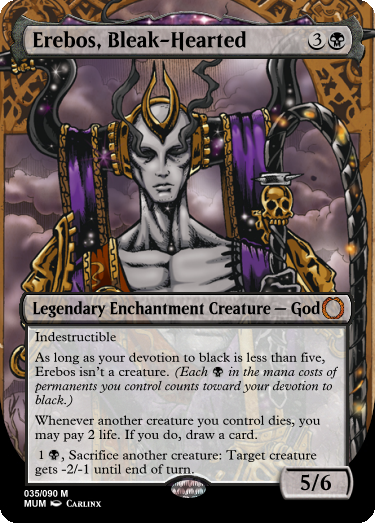 Erebos, Bleak-Hearted 3
Legendary Enchantment Creature — God
Indestructible
As long as your devotion to black is less than five,
Erebos isn't a creature. (Each in the mana costs of
permanents you control counts toward your devotion to
black.)
Whenever another creature you control dies, you
may pay 2 life. If you do, draw a card.
1 , Sacrifice another creature: Target creature
gets -2/-1 until end of turn.
5/6
035/090 M
MUM CARLINX